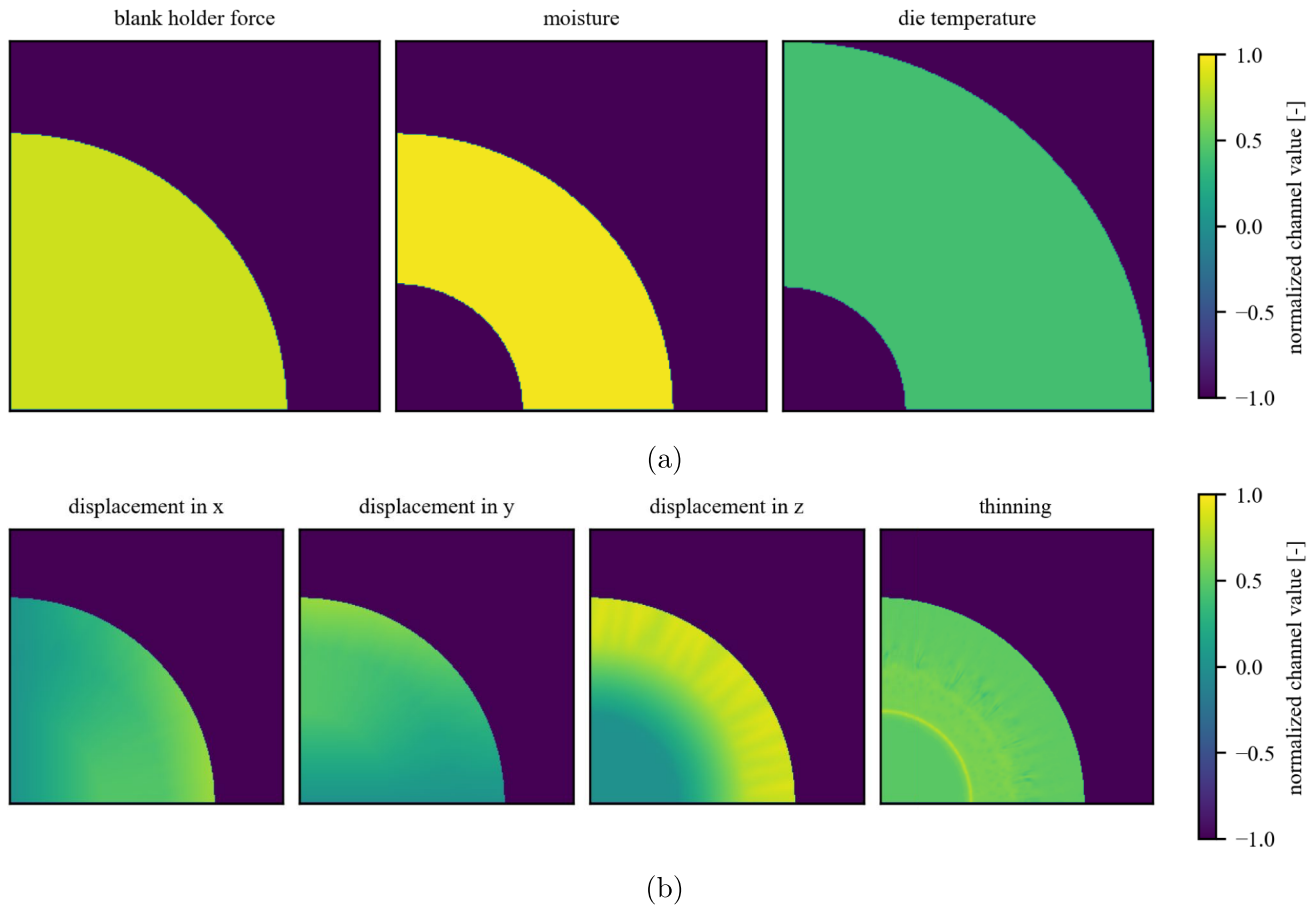 blank holder force
moisture
die temperature
1.0
0.5
0.0
−0.5
−1.0
normalized channel value [-]
(a)
displacement in x
displacement in y
displacement in z
thinning
1.0
0.5
0.0
−0.5
−1.0
normalized channel value [-]
(b)